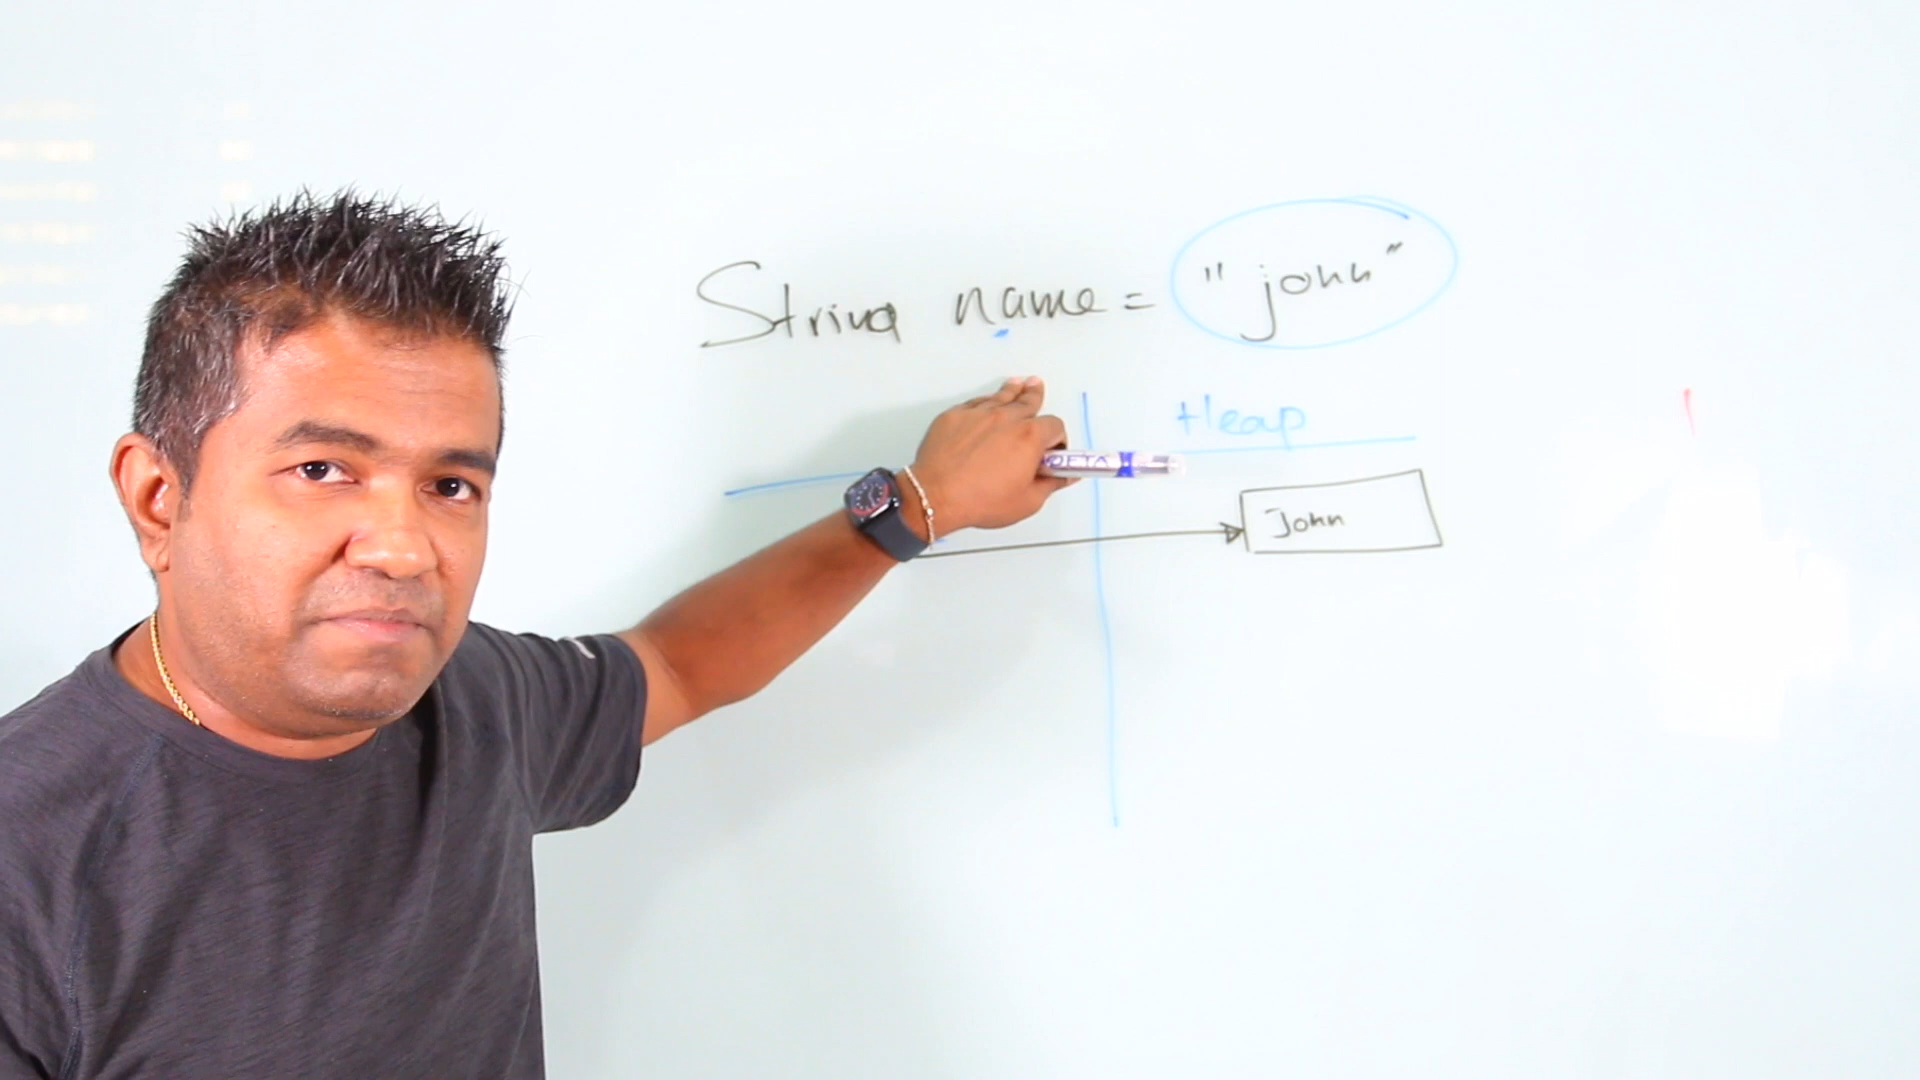 String name = "john"
Heap
John